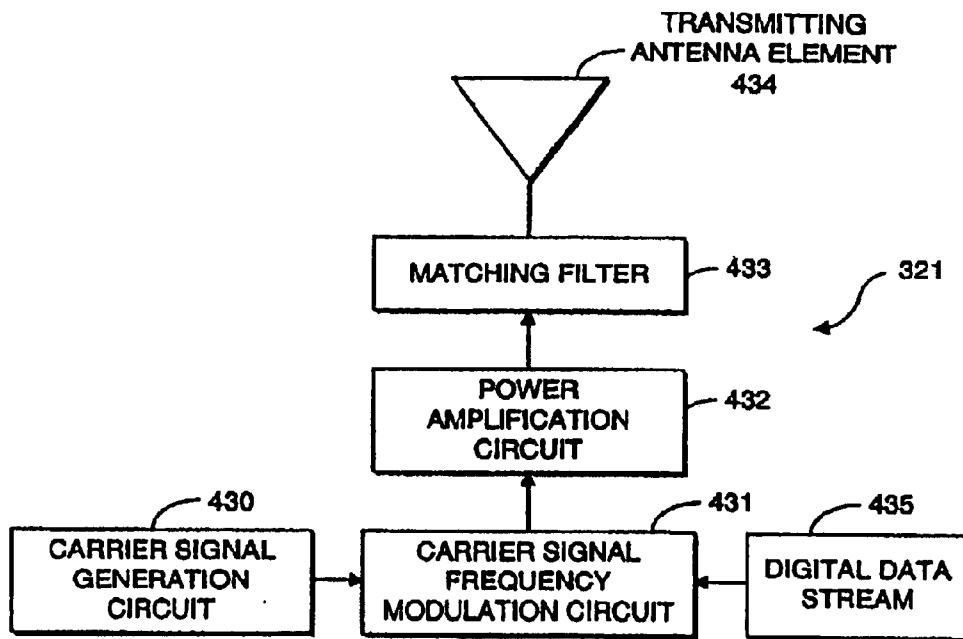 TRANSMITTING
ANTENNA ELEMENT
434
MATCHING FILTER
433
321
POWER
AMPLIFICATION
CIRCUIT
432
430
CARRIER SIGNAL
GENERATION
CIRCUIT
431
CARRIER SIGNAL
FREQUENCY
MODULATION CIRCUIT
435
DIGITAL DATA
STREAM